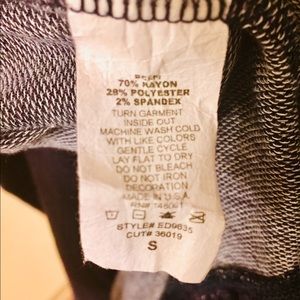 70% RAYON
28% POLYESTER
2% SPANDEX
TURN GARMENT
INSIDE OUT
MACHINE WASH COLD
WITH LIKE COLORS
GENTLE CYCLE
LAY FLAT TO DRY
DO NOT BLEACH
DO NOT IRON
DECORATION
MADE IN U.S.A.
STYLE# ED9635
CUT# 36019
S